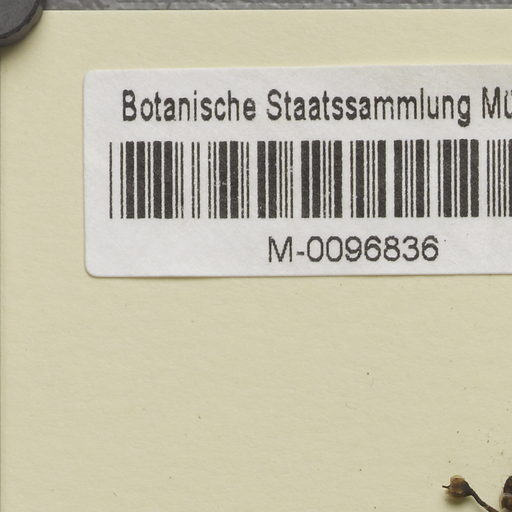 Botanische Staatssammlung Mü
M-0096836